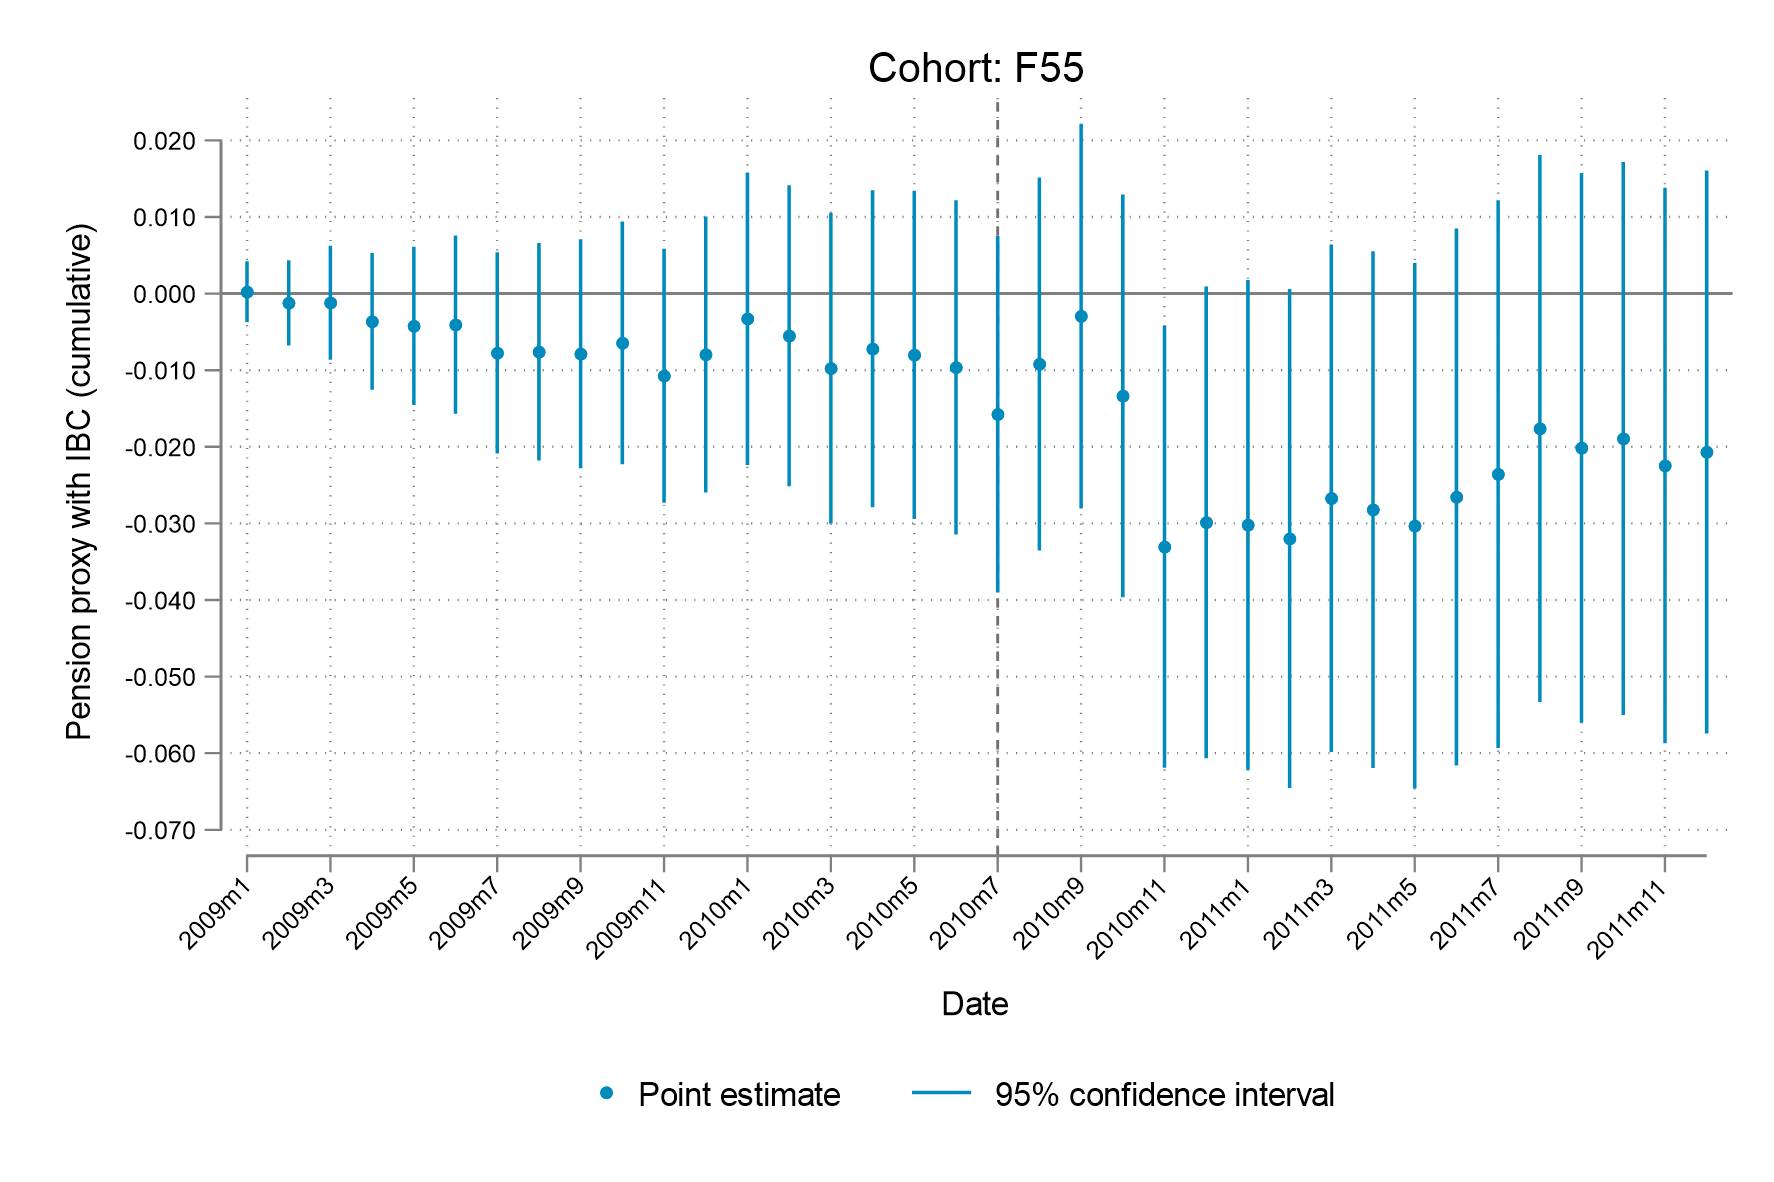 Cohort: F55
Pension proxy with IBC (cumulative)
0.020
0.010
0.000
-0.010
-0.020
-0.030
-0.040
-0.050
-0.060
-0.070
2009m1
2009m3
2009m5
2009m7
2009m9
2009m11
2010m1
2010m3
2010m5
2010m7
2010m9
2010m11
2011m1
2011m3
2011m5
2011m7
2011m9
2011m11
Date
Point estimate
95% confidence interval